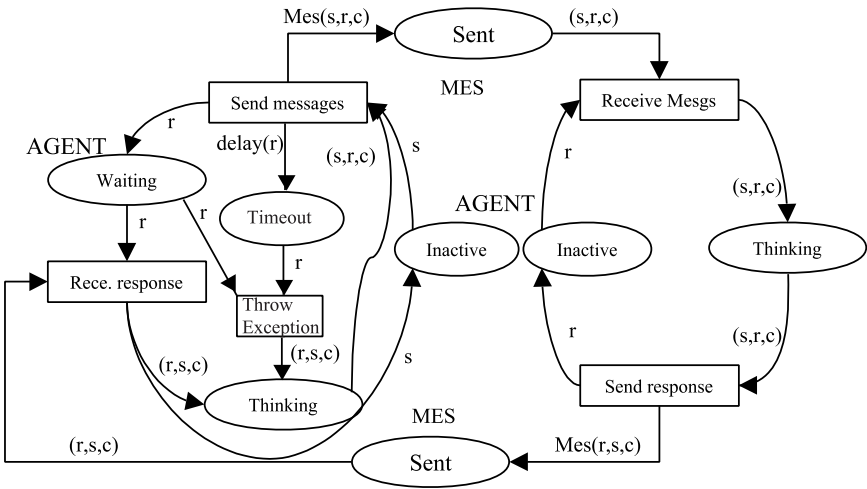 Mes(s,r,c)
Sent
(s,r,c)
MES
Send messages
Receive Mesgs
r
delay(r)
(s,r,c)
s
r
(s,r,c)
AGENT
Waiting
r
r
Timeout
AGENT
Inactive
Inactive
Thinking
r
Rece. response
Throw
Exception
(r,s,c)
(r,s,c)
s
r
(s,r,c)
Thinking
Send response
MES
(r,s,c)
Sent
Mes(r,s,c)